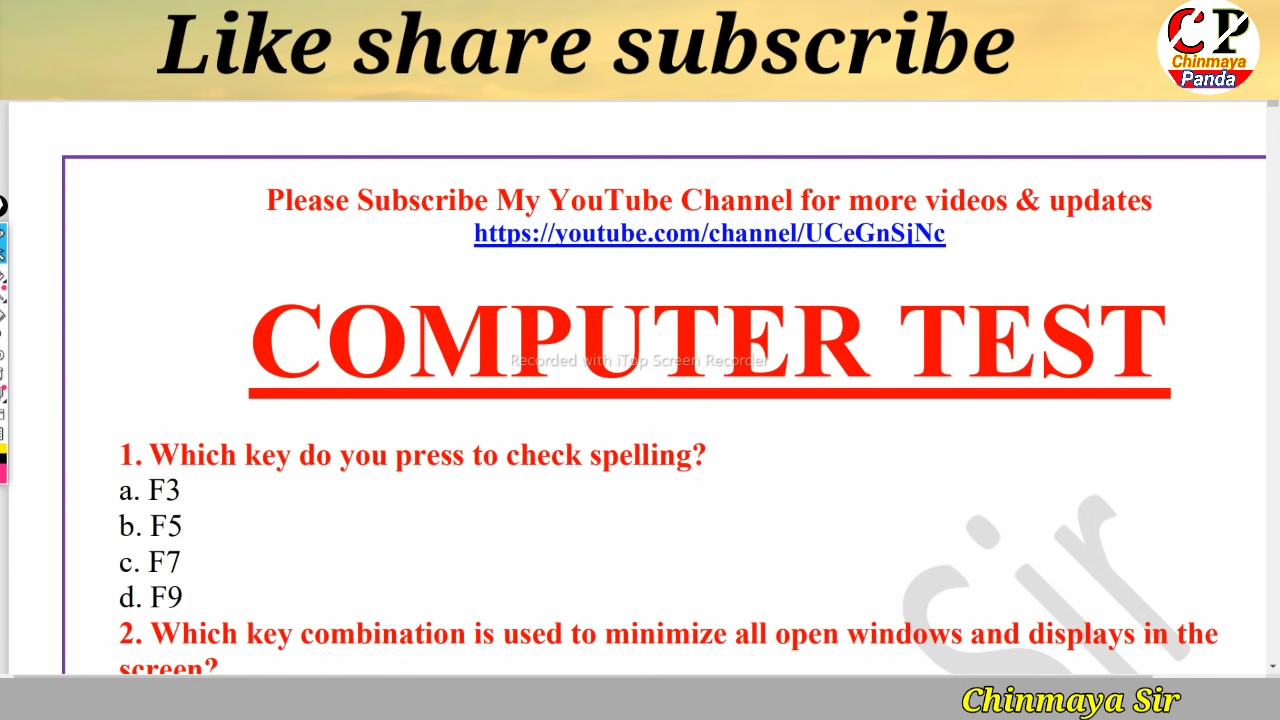 Like share subscribe
CP
Chinmaya
Panda
Please Subscribe My YouTube Channel for more videos & updates
https://youtube.com/channel/UCeGnSjNc
COMPUTER TEST
Recorded with iTop Screen Recorder
1. Which key do you press to check spelling?
a. F3
b. F5
c. F7
d. F9
2. Which key combination is used to minimize all open windows and displays in the
screen?
Sir
Chinmaya Sir